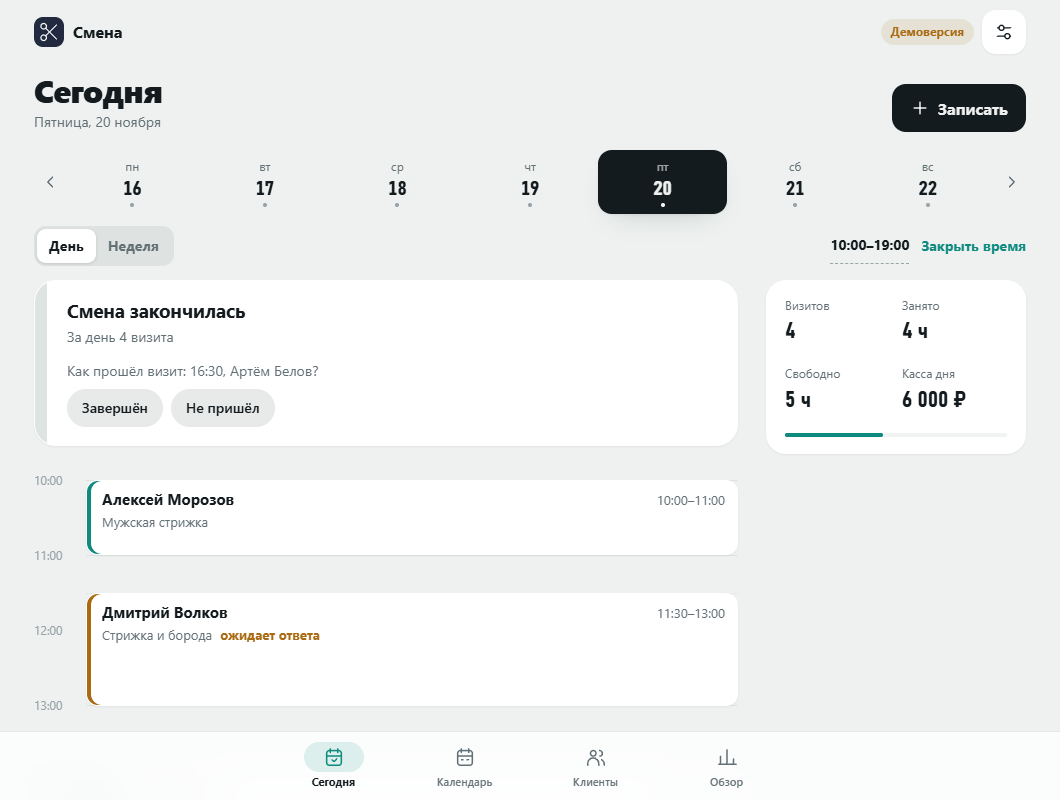 Смена
Демоверсия
Сегодня
Пятница, 20 ноября
Записать
пн
16
вт
17
ср
18
чт
19
пт
20
сб
21
вс
22
День
Неделя
10:00–19:00
Закрыть время
Смена закончилась
За день 4 визита
Как прошёл визит: 16:30, Артём Белов?
Завершён
Не пришёл
Визитов
4
Занято
4 ч
Свободно
5 ч
Касса дня
6 000 ₽
10:00
Алексей Морозов
10:00–11:00
Мужская стрижка
11:00
Дмитрий Волков
11:30–13:00
Стрижка и борода ожидает ответа
12:00
13:00
Сегодня
Календарь
Клиенты
Обзор